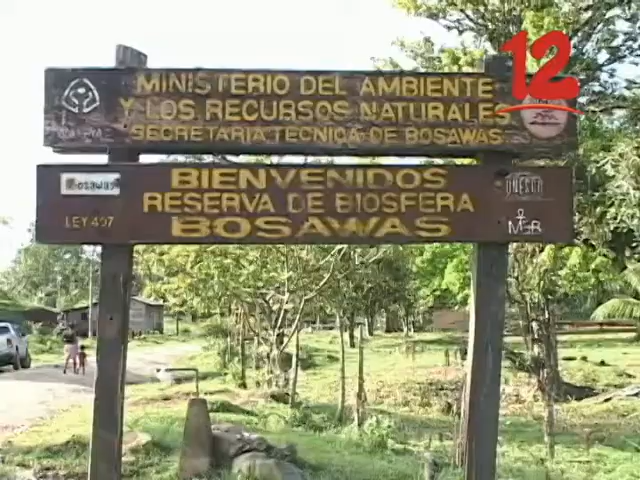 12
MINISTERIO DEL AMBIENTE
Y LOS RECURSOS NATURALES
SECRETARIA TECNICA DE BOSAWAS
Bosawas
BIENVENIDOS
UNESCO
RESERVA DE BIOSFERA
LEY 407
BOSAWAS
MAB